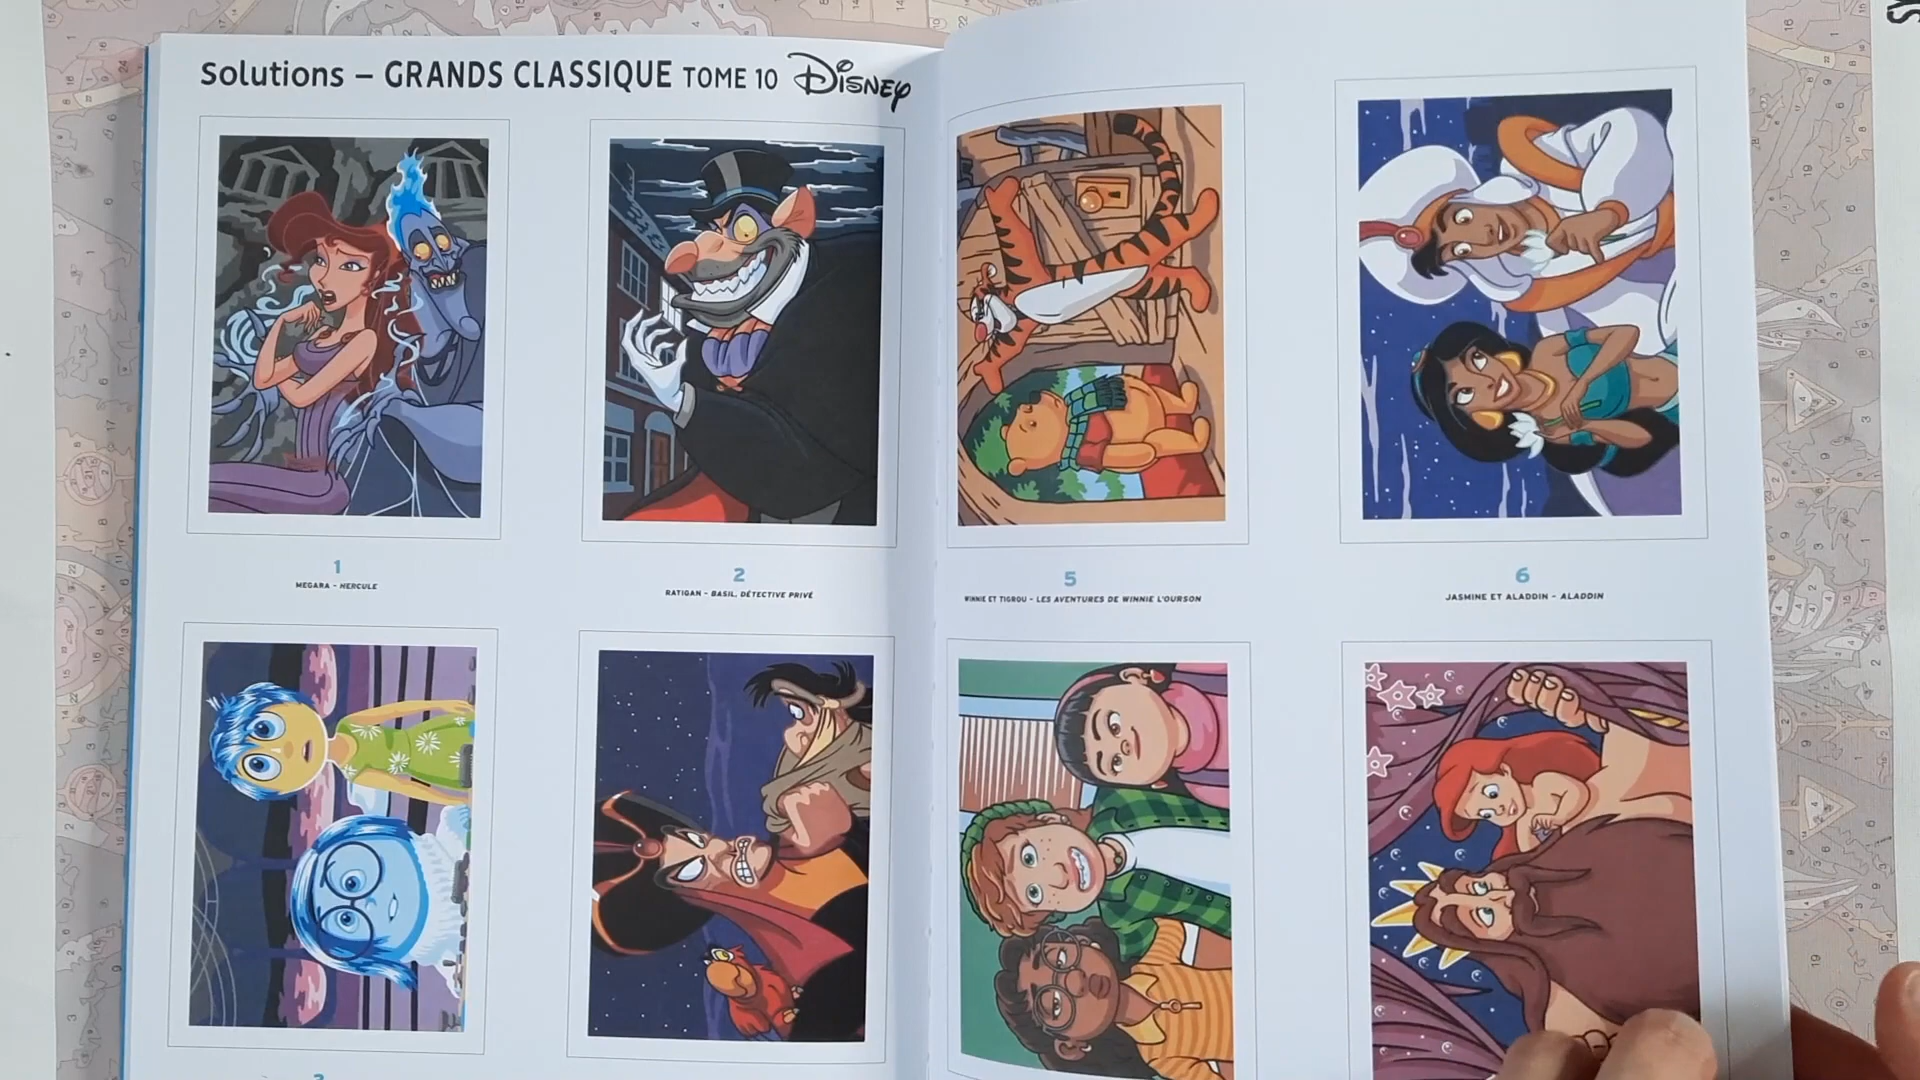 Solutions – GRANDS CLASSIQUE TOME 10 Disney
1
MEGARA – HERCULE
2
RATIGAN – BASIL, DÉTECTIVE PRIVÉ
5
WINNIE ET TIGROU – LES AVENTURES DE WINNIE L'OURSON
6
JASMINE ET ALADDIN – ALADDIN